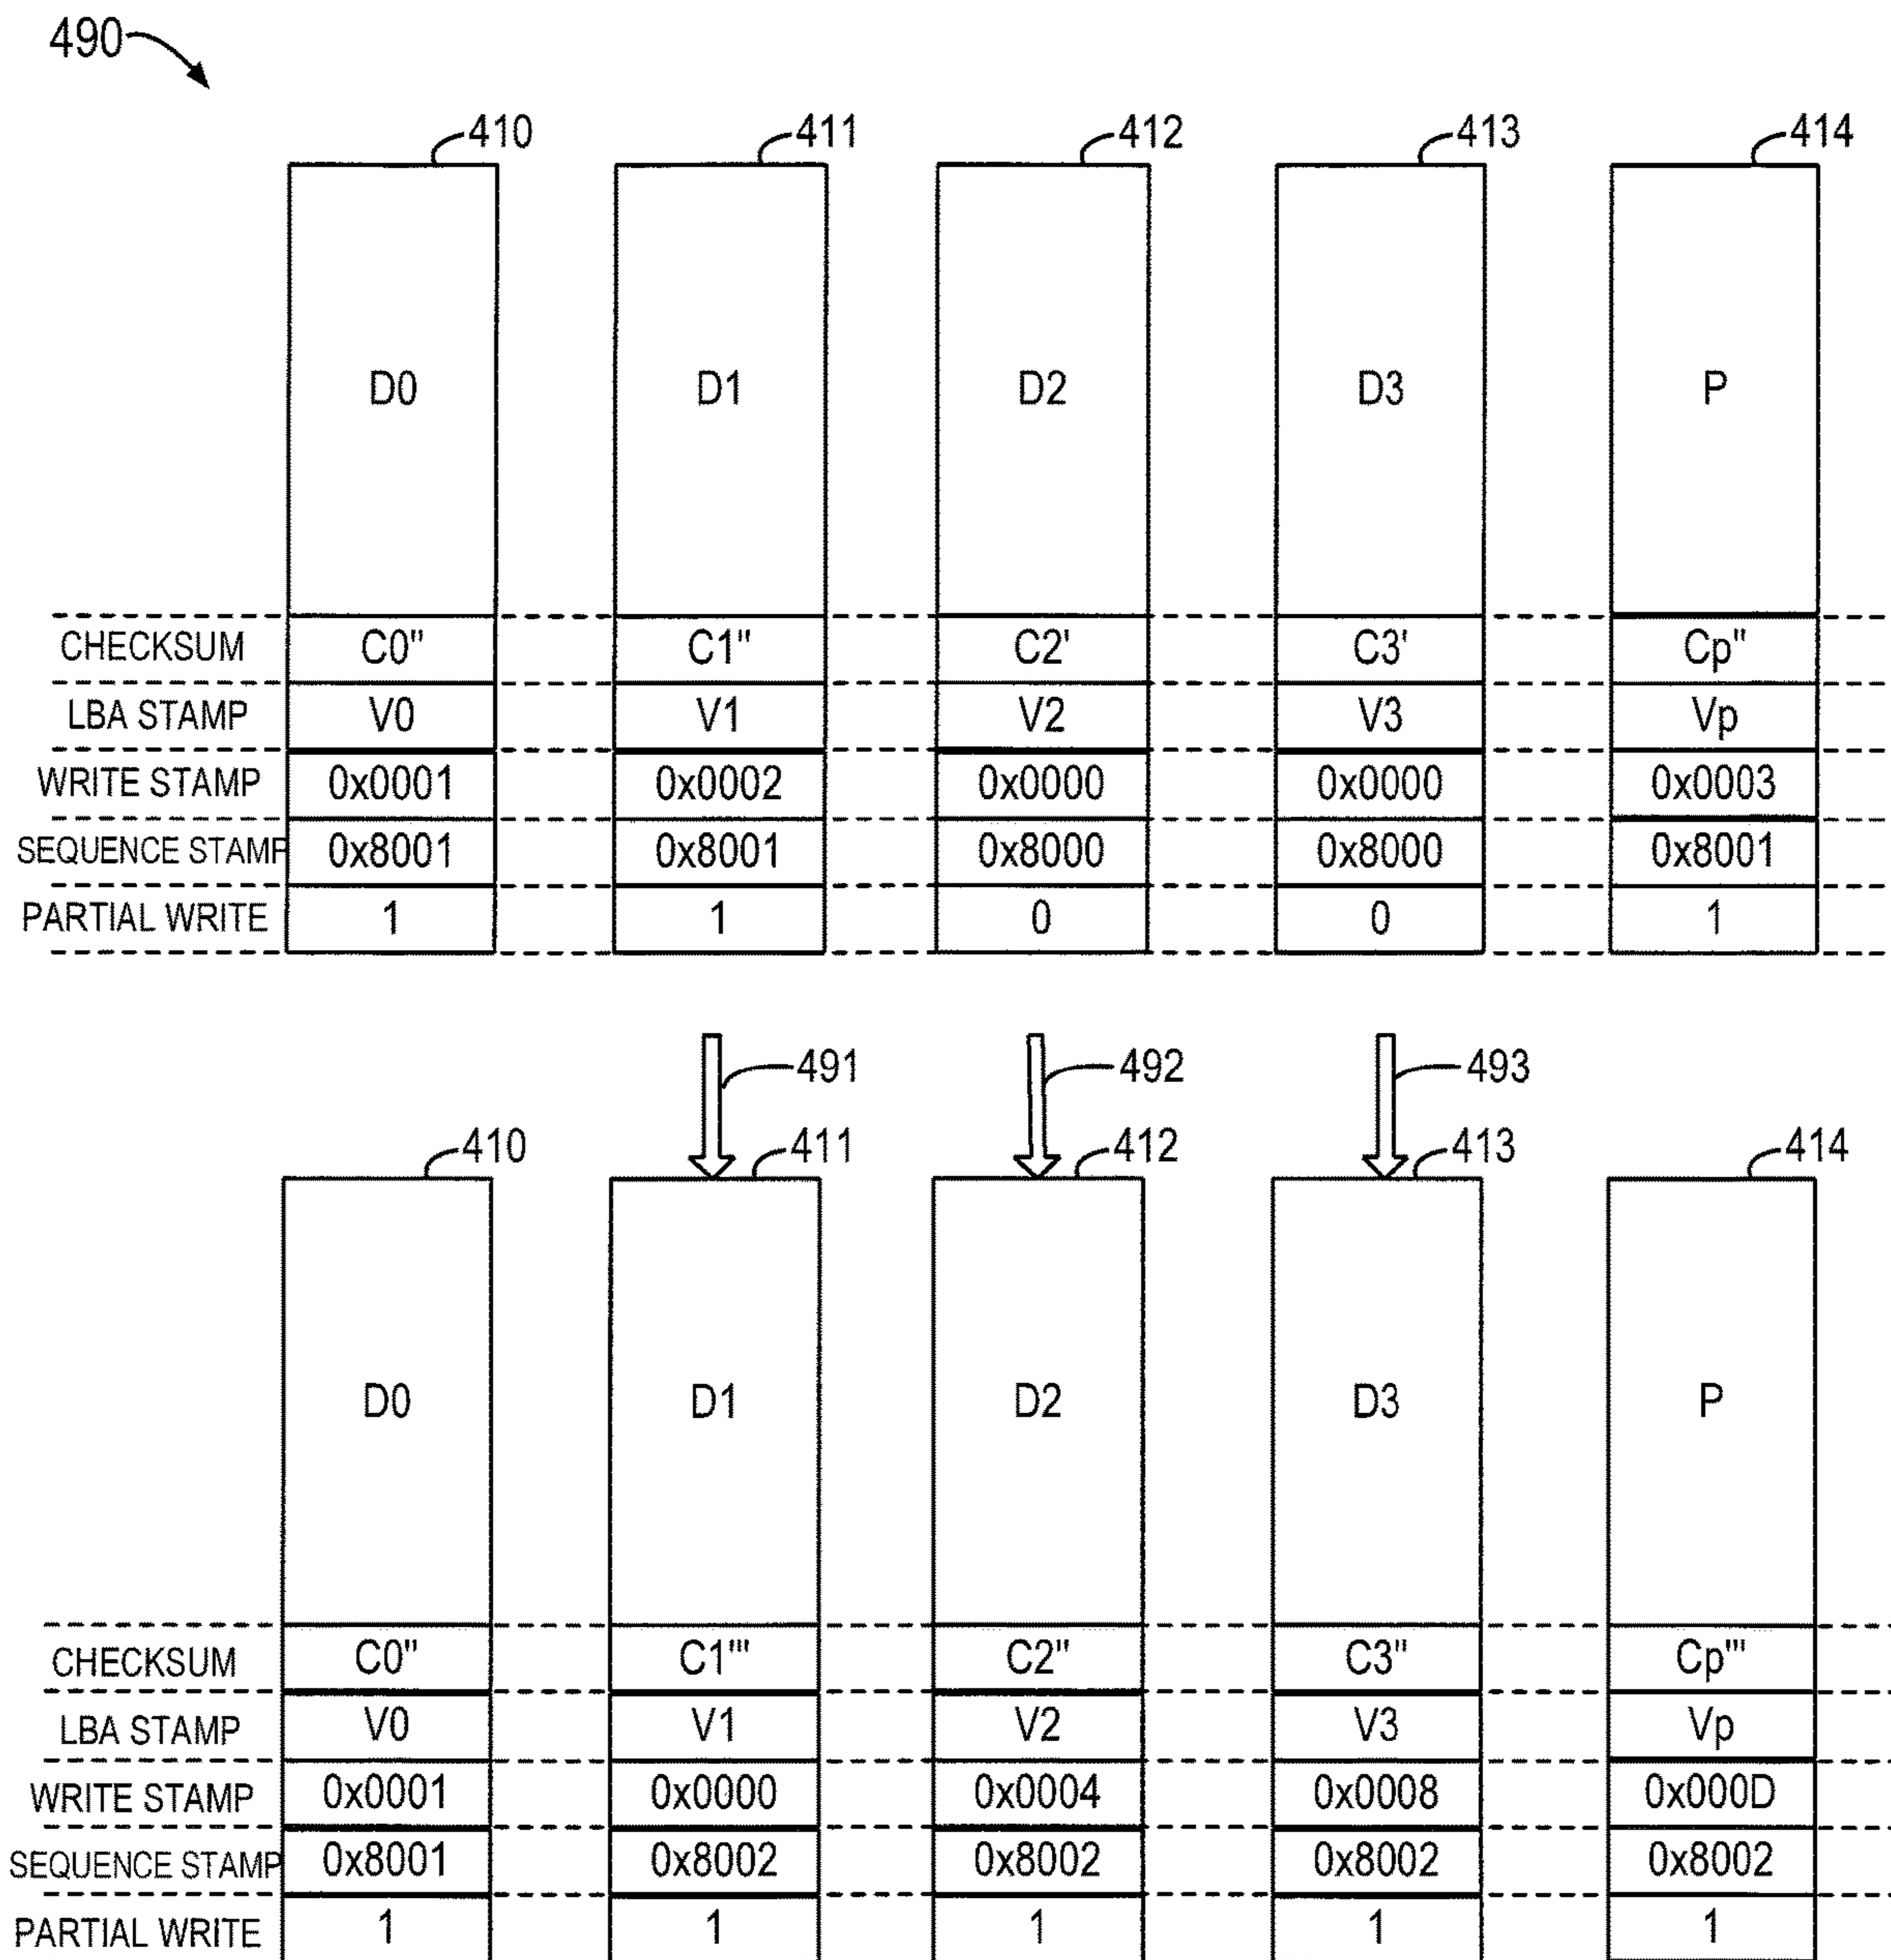 490
410 411 412 413 414
D0 D1 D2 D3 P
CHECKSUM C0" C1" C2' C3' Cp"
LBA STAMP V0 V1 V2 V3 Vp
WRITE STAMP 0x0001 0x0002 0x0000 0x0000 0x0003
SEQUENCE STAMP 0x8001 0x8001 0x8000 0x8000 0x8001
PARTIAL WRITE 1 1 0 0 1
491 492 493
410 411 412 413 414
D0 D1 D2 D3 P
CHECKSUM C0" C1''' C2" C3" Cp'''
LBA STAMP V0 V1 V2 V3 Vp
WRITE STAMP 0x0001 0x0000 0x0004 0x0008 0x000D
SEQUENCE STAMP 0x8001 0x8002 0x8002 0x8002 0x8002
PARTIAL WRITE 1 1 1 1 1